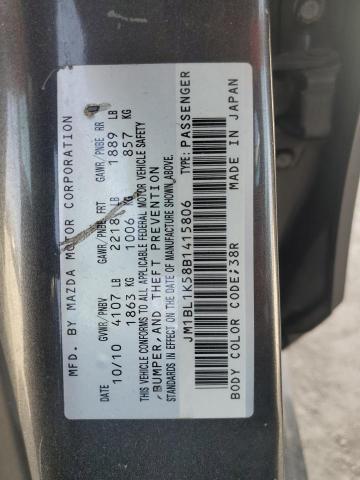 MFD. BY MAZDA MOTOR CORPORATION
GVWR/PNBV GAWR/PNBE FRT GAWR/PNBE RR
DATE 10/10 4107 LB 2218 LB 1889 LB
1863 KG 1006 KG 857 KG
THIS VEHICLE CONFORMS TO ALL APPLICABLE FEDERAL MOTOR VEHICLE SAFETY
,BUMPER,AND THEFT PREVENTION
STANDARDS IN EFFECT ON THE DATE OF MANUFACTURE SHOWN ABOVE.
JM1BL1K58B1415806 TYPE:PASSENGER
BODY COLOR CODE;38R MADE IN JAPAN